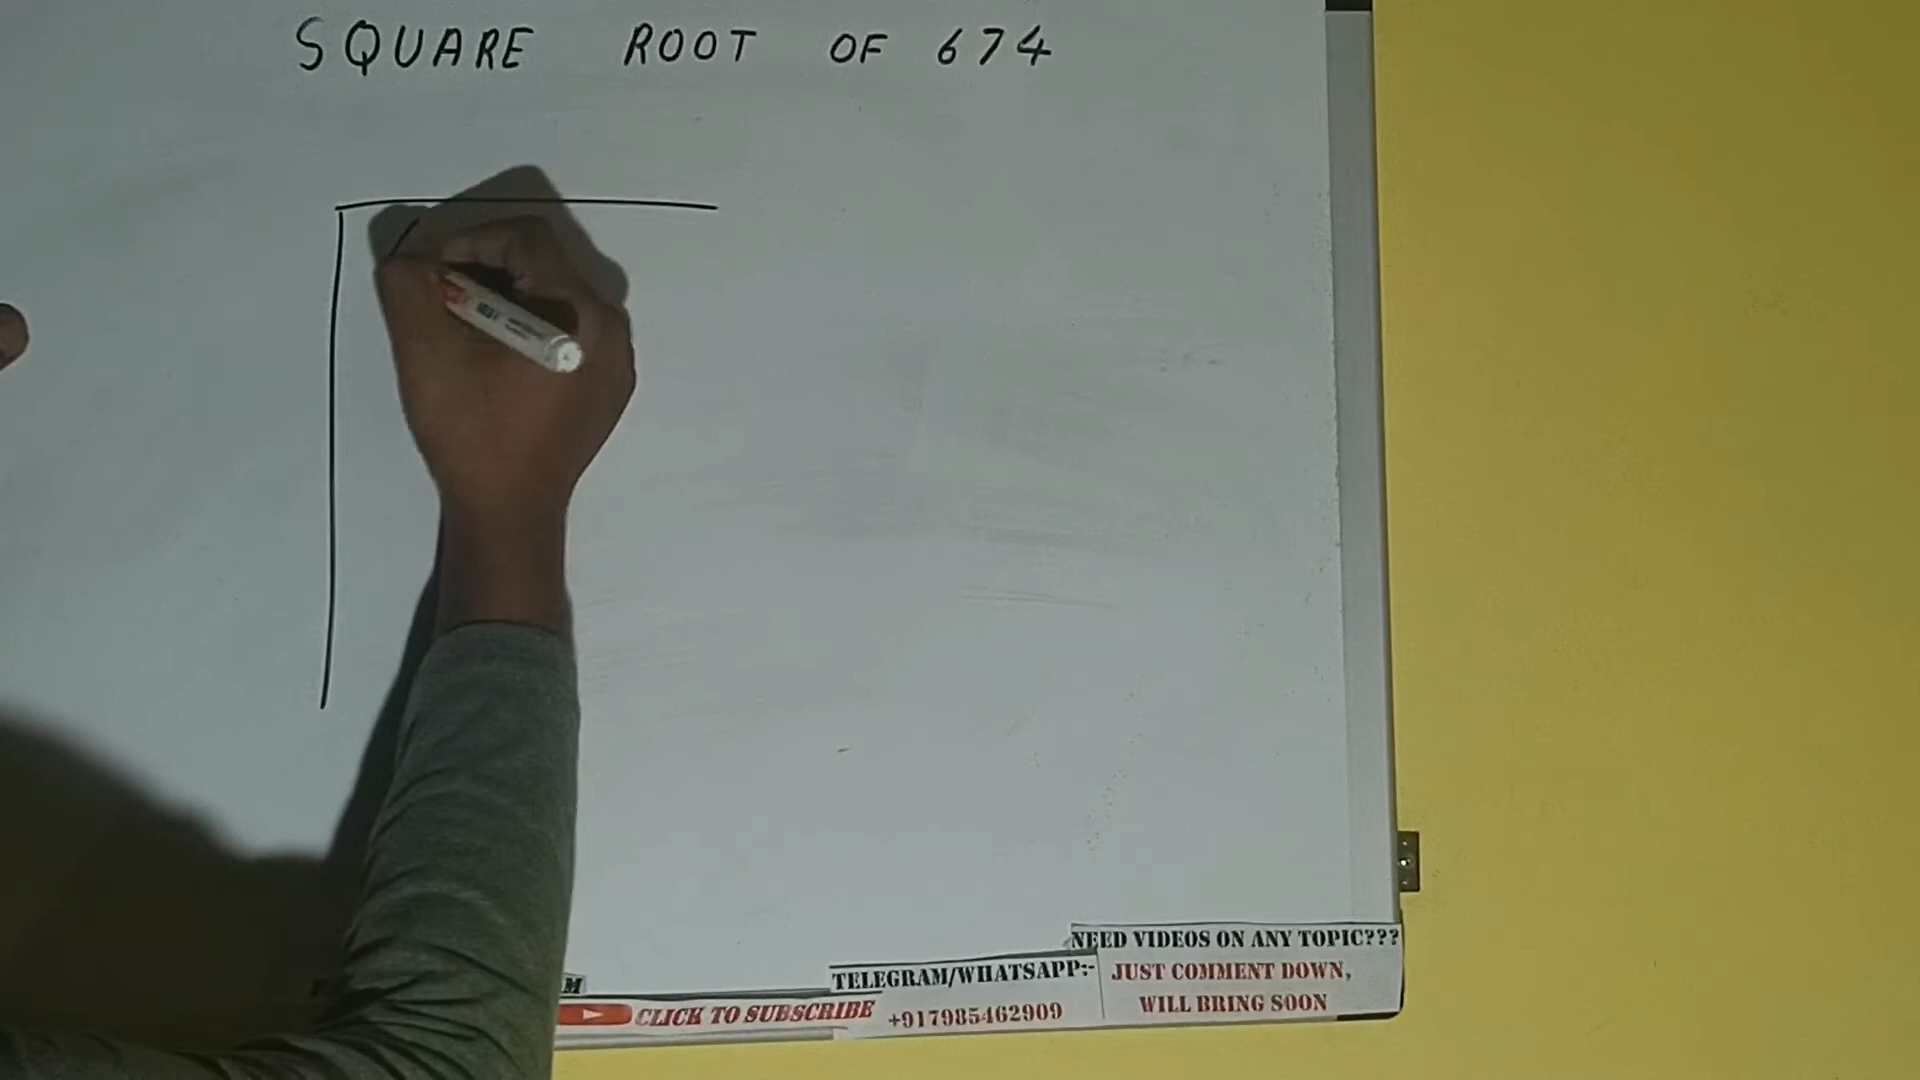 SQUARE ROOT OF 674
NEED VIDEOS ON ANY TOPIC???
TELEGRAM/WHATSAPP:-
JUST COMMENT DOWN,
CLICK TO SUBSCRIBE
+917985462909
WILL BRING SOON